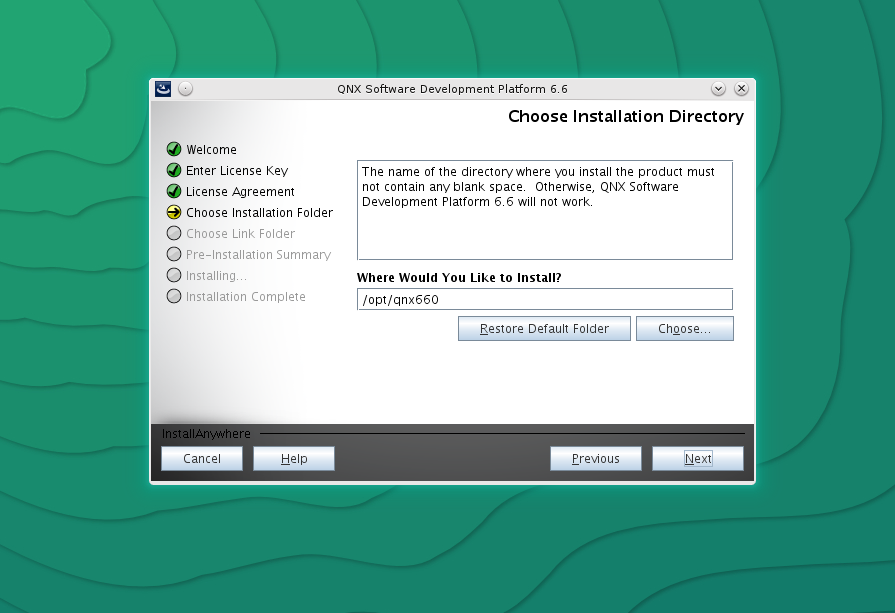 QNX Software Development Platform 6.6
Choose Installation Directory
Welcome
Enter License Key
License Agreement
Choose Installation Folder
Choose Link Folder
Pre-Installation Summary
Installing...
Installation Complete
The name of the directory where you install the product must
not contain any blank space.  Otherwise, QNX Software
Development Platform 6.6 will not work.
Where Would You Like to Install?
/opt/qnx660
Restore Default Folder
Choose...
InstallAnywhere
Cancel
Help
Previous
Next